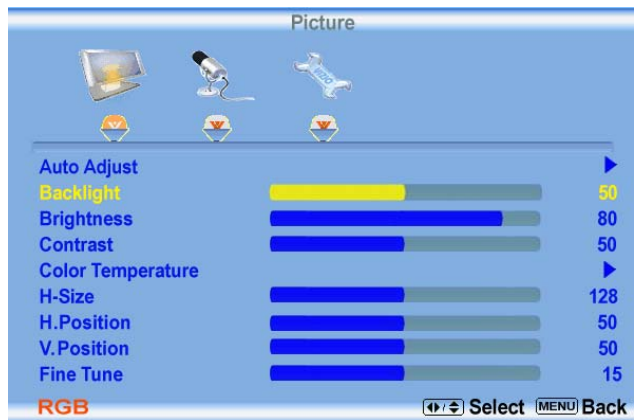 Picture
Auto Adjust
Backlight 50
Brightness 80
Contrast 50
Color Temperature
H-Size 128
H.Position 50
V.Position 50
Fine Tune 15
RGB Select MENU Back